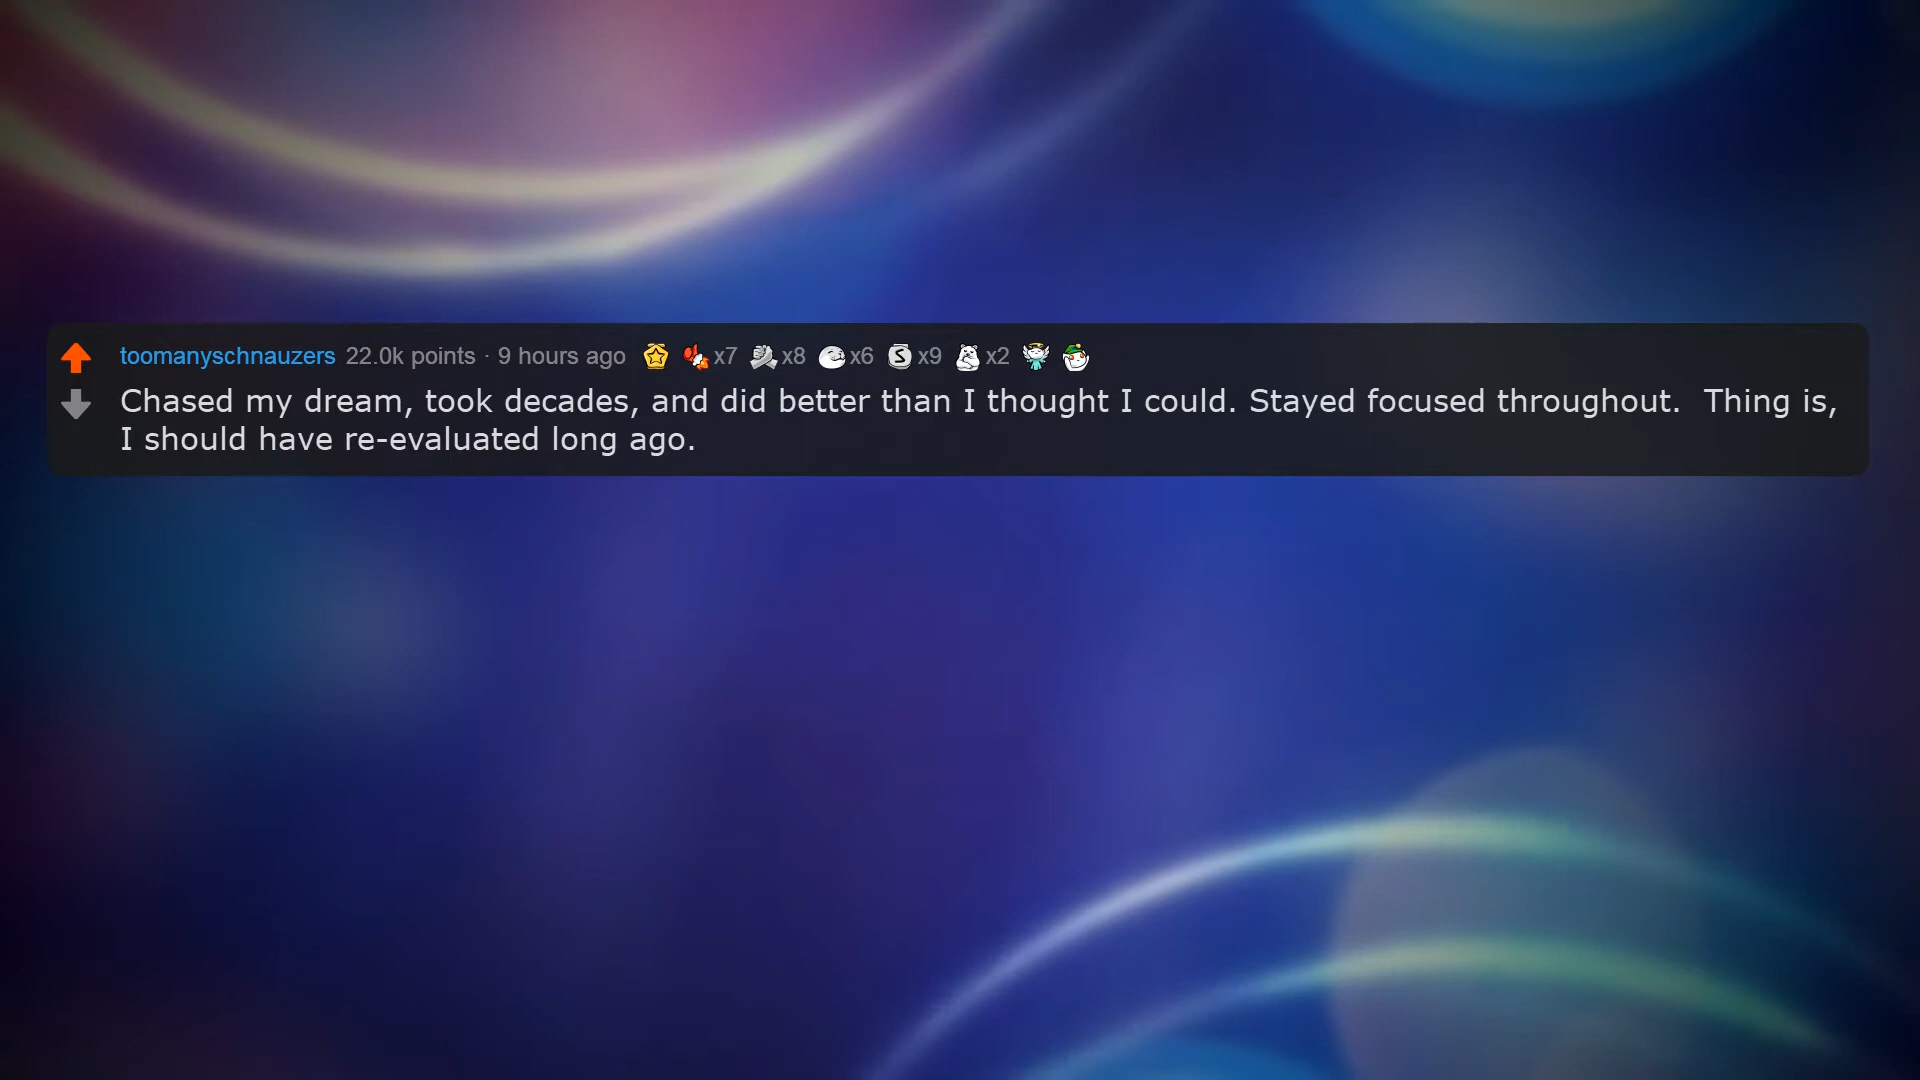 toomanyschnauzers 22.0k points · 9 hours ago x7 x8 x6 S x9 x2
Chased my dream, took decades, and did better than I thought I could. Stayed focused throughout.  Thing is,
I should have re-evaluated long ago.